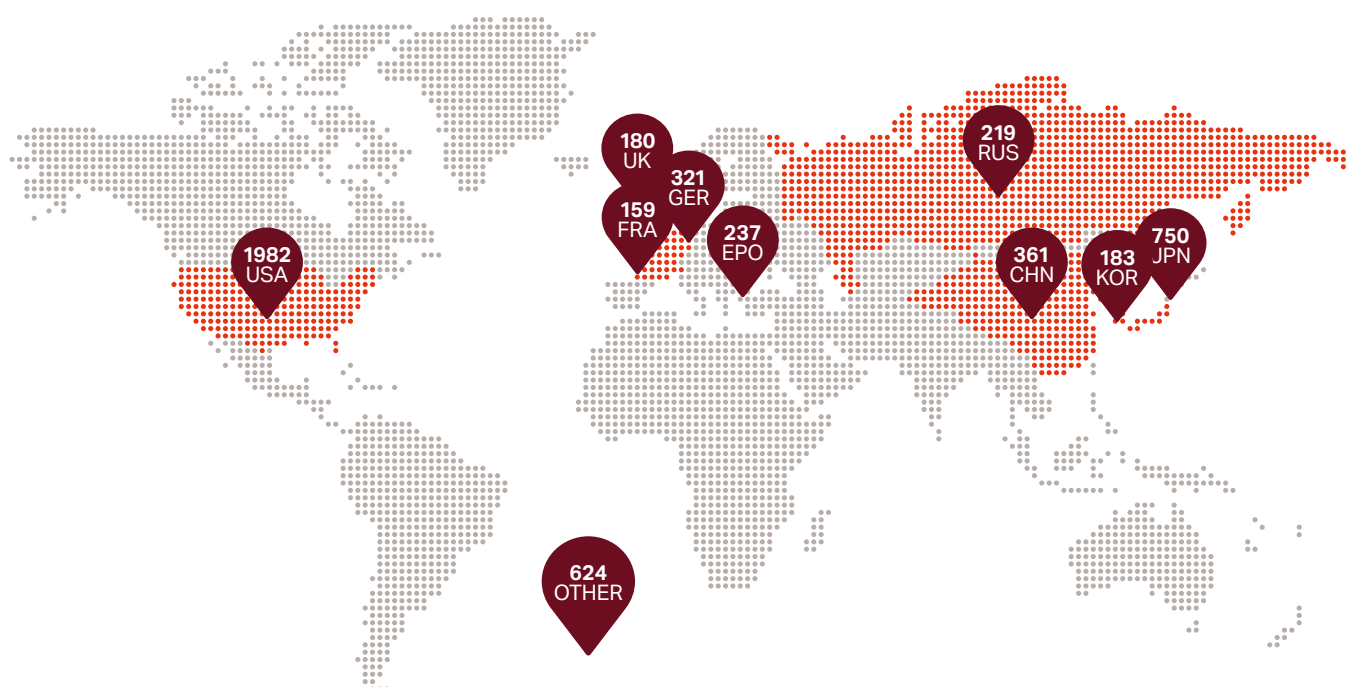 180
UK
219
RUS
321
GER
159
FRA
237
EPO
1982
USA
361
CHN
183
KOR
750
JPN
624
OTHER